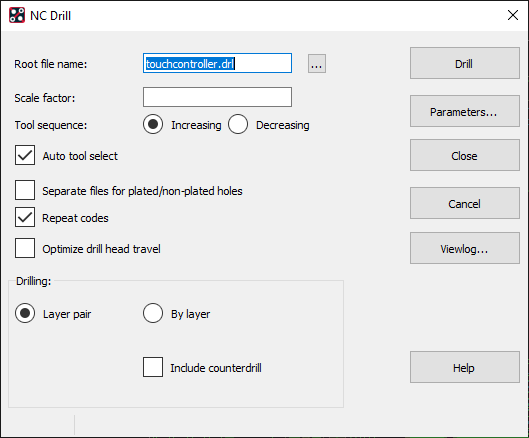 NC Drill
Root file name: touchcontroller.drl ... Drill
Scale factor: Parameters...
Tool sequence: Increasing Decreasing
Auto tool select Close
Separate files for plated/non-plated holes Cancel
Repeat codes
Optimize drill head travel Viewlog...
Drilling:
Layer pair By layer
Include counterdrill Help